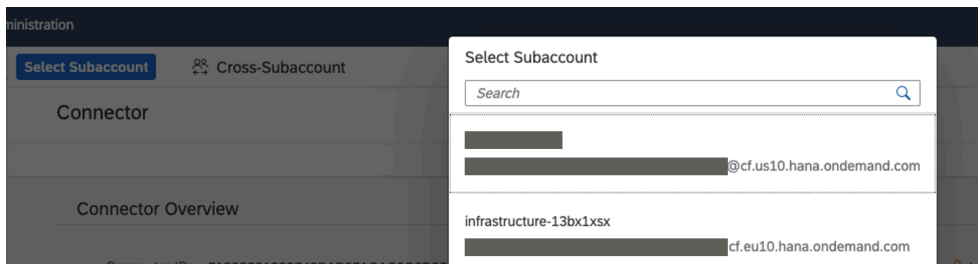 ministration
Select Subaccount
Cross-Subaccount
Connector
Connector Overview
Select Subaccount
Search
@cf.us10.hana.ondemand.com
infrastructure-13bx1xsx
cf.eu10.hana.ondemand.com